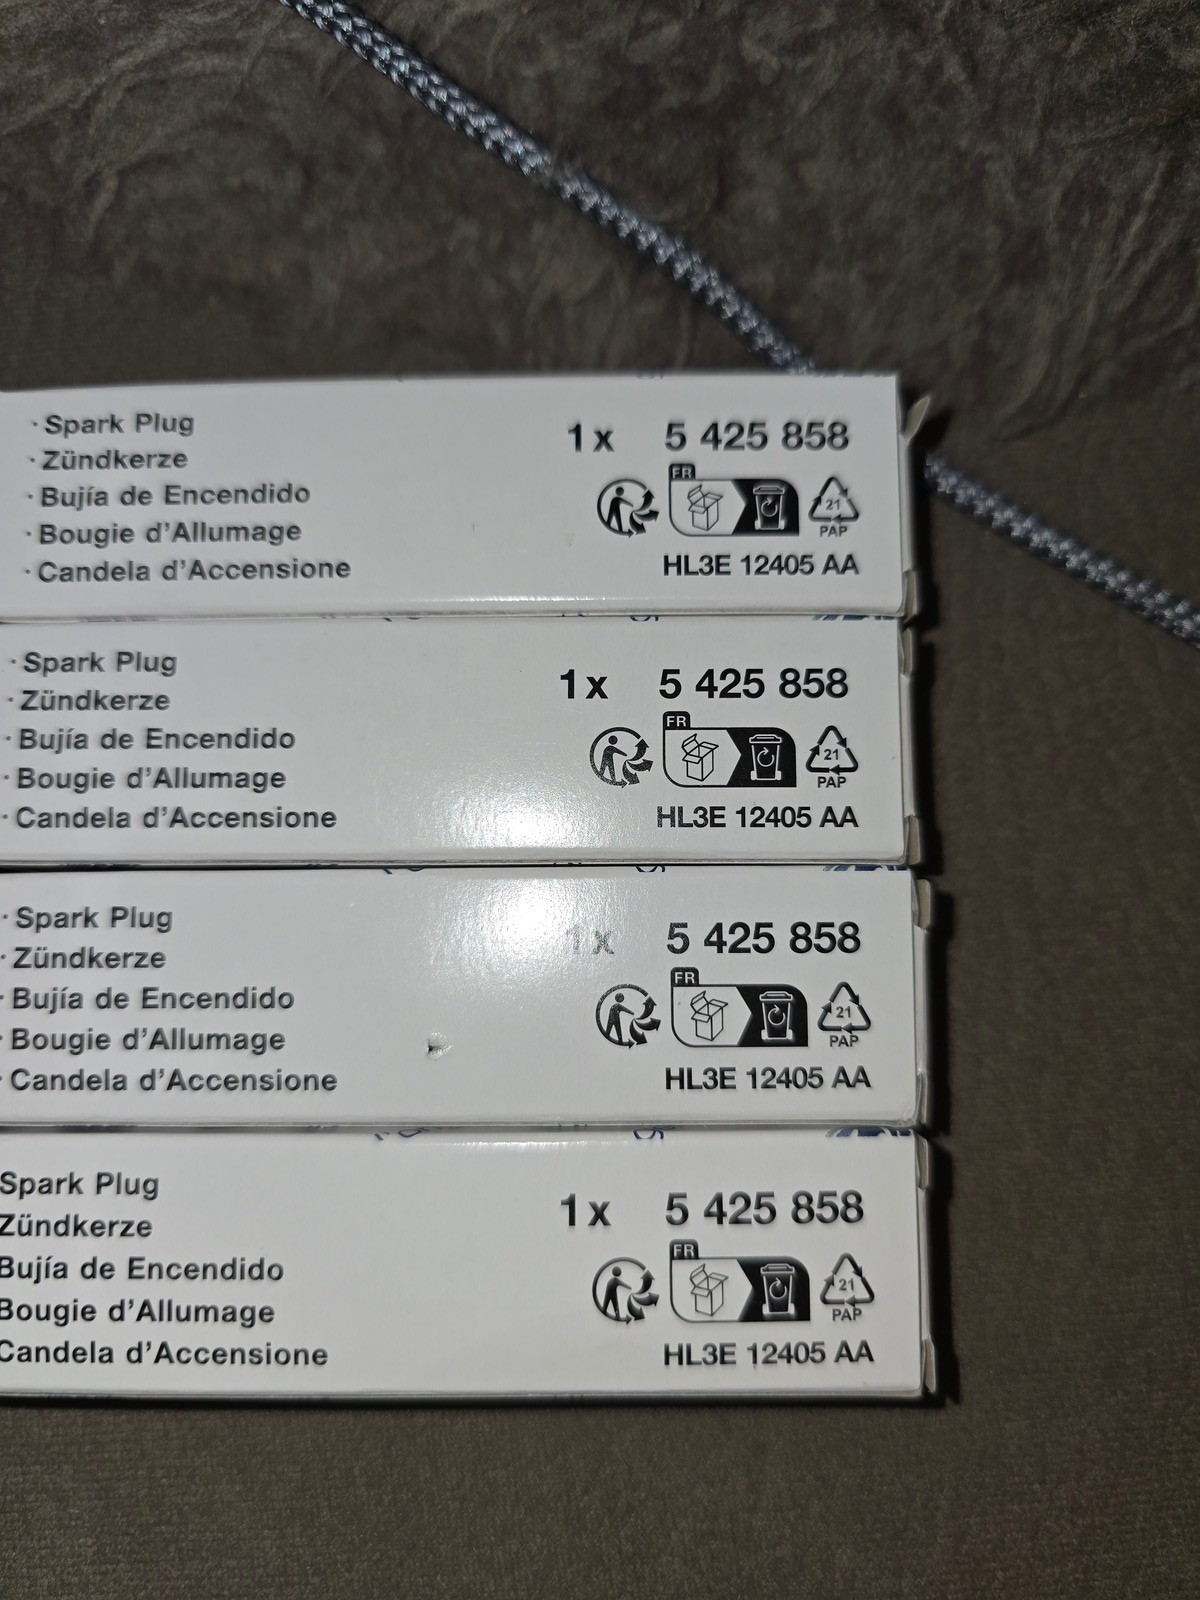 · Spark Plug
· Zündkerze
· Bujía de Encendido
· Bougie d'Allumage
· Candela d'Accensione
1 x 5 425 858
FR
21
PAP
HL3E 12405 AA
· Spark Plug
· Zündkerze
· Bujía de Encendido
· Bougie d'Allumage
· Candela d'Accensione
1 x 5 425 858
FR
21
PAP
HL3E 12405 AA
· Spark Plug
· Zündkerze
· Bujía de Encendido
· Bougie d'Allumage
· Candela d'Accensione
1 x 5 425 858
FR
21
PAP
HL3E 12405 AA
Spark Plug
Zündkerze
Bujía de Encendido
Bougie d'Allumage
Candela d'Accensione
1 x 5 425 858
FR
21
PAP
HL3E 12405 AA